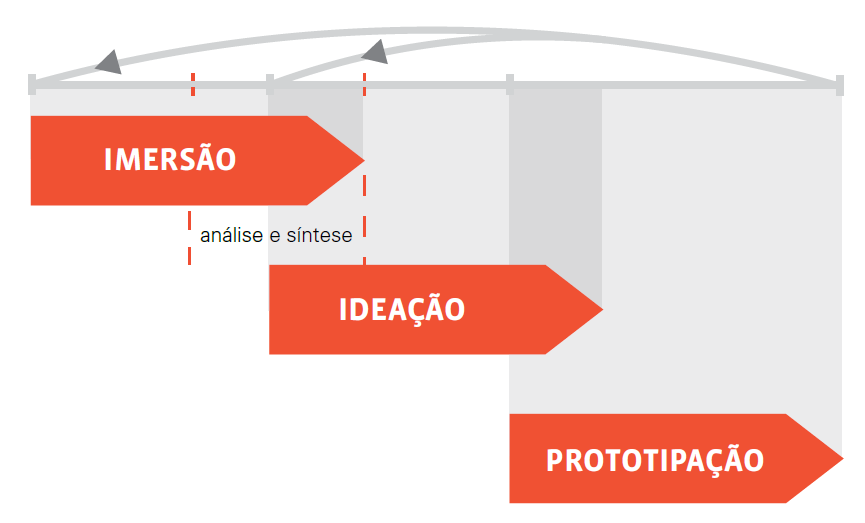 IMERSÃO
análise e síntese
IDEAÇÃO
PROTOTIPAÇÃO